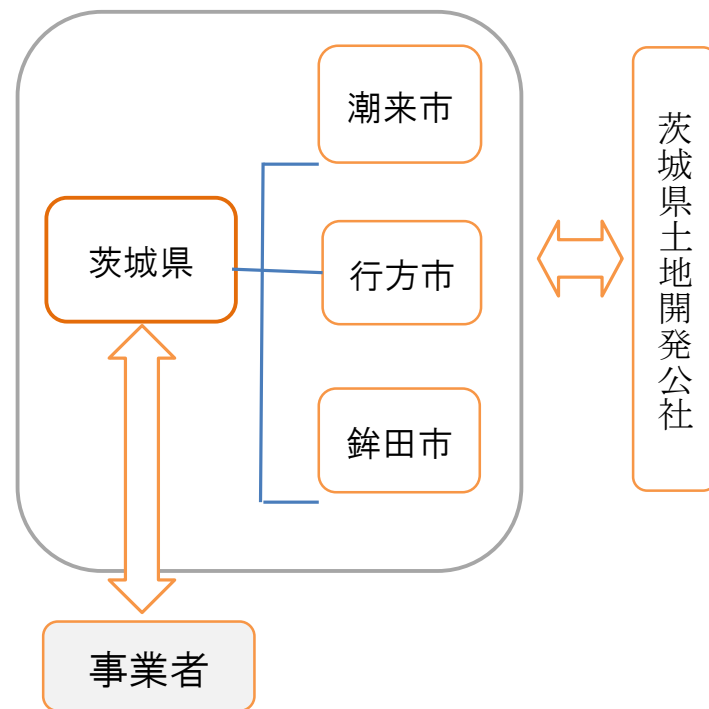 潮来市
茨城県
行方市
鉾田市
茨城県土地開発公社
事業者